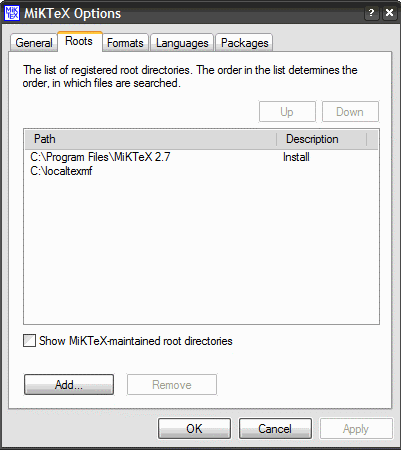 MiKTeX Options
General Roots Formats Languages Packages
The list of registered root directories. The order in the list determines the
order, in which files are searched.
Up Down
Path Description
C:\Program Files\MiKTeX 2.7 Install
C:\localtexmf
Show MiKTeX-maintained root directories
Add... Remove
OK Cancel Apply